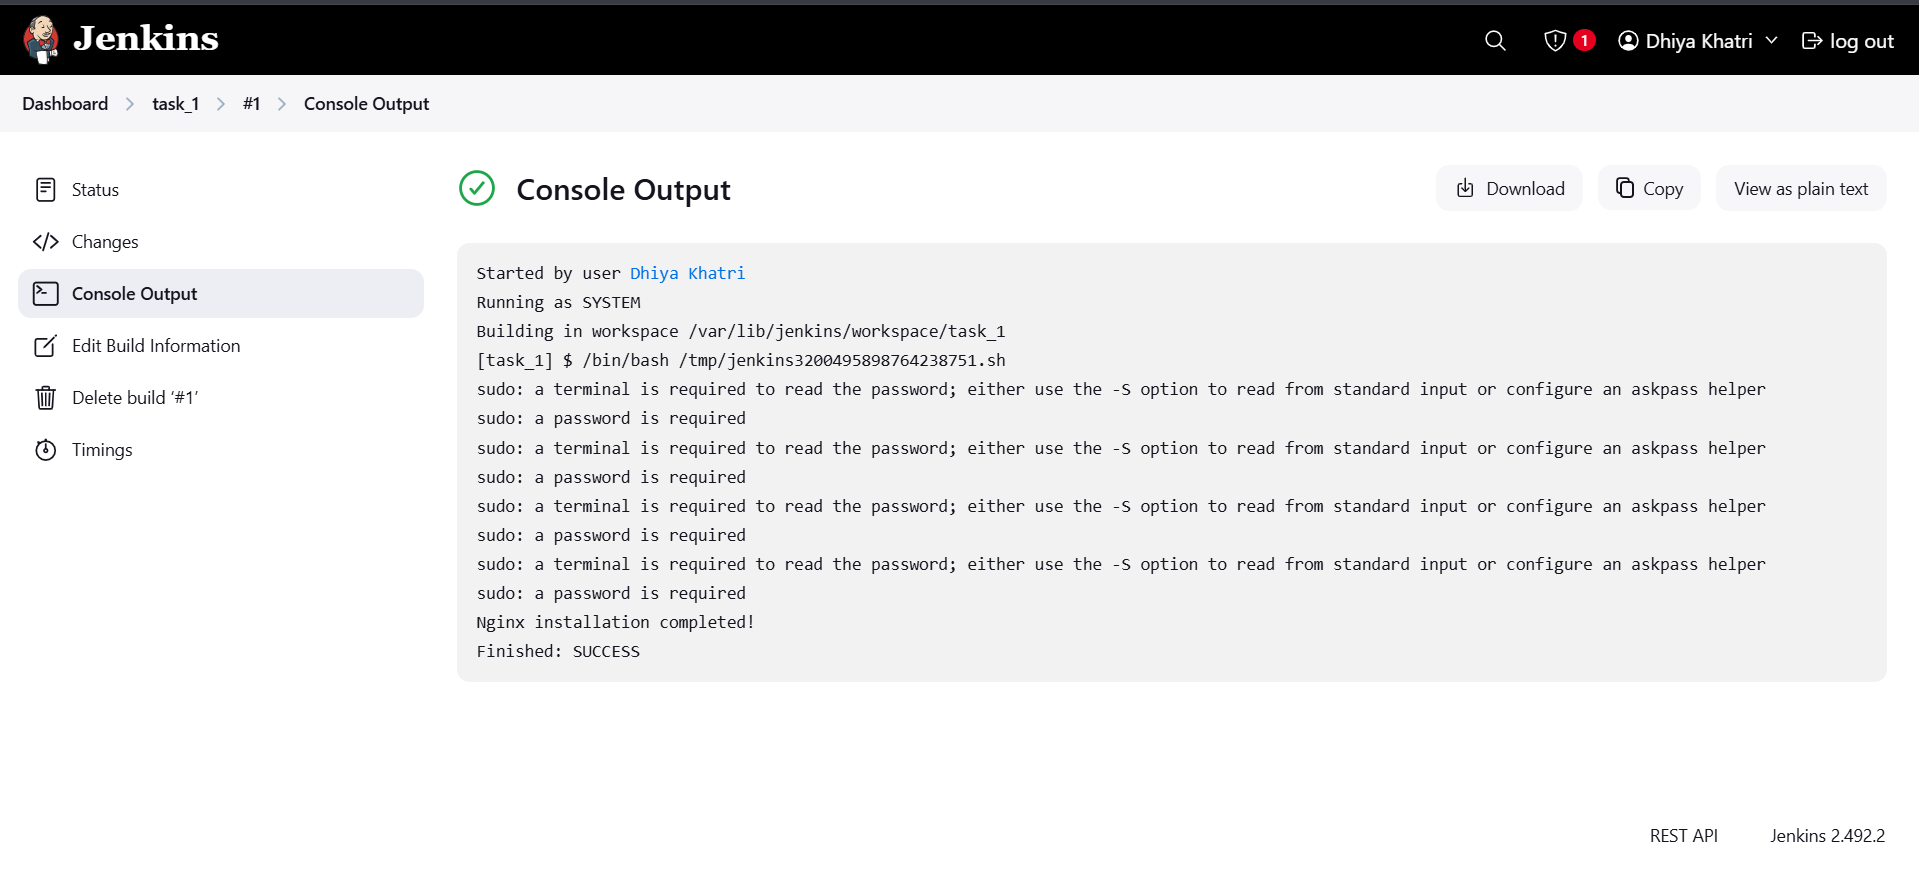 Jenkins
1
Dhiya Khatri
log out
Dashboard
task_1
#1
Console Output
Status
Changes
Console Output
Edit Build Information
Delete build ‘#1’
Timings
Console Output
Download
Copy
View as plain text
Started by user Dhiya Khatri
Running as SYSTEM
Building in workspace /var/lib/jenkins/workspace/task_1
[task_1] $ /bin/bash /tmp/jenkins3200495898764238751.sh
sudo: a terminal is required to read the password; either use the -S option to read from standard input or configure an askpass helper
sudo: a password is required
sudo: a terminal is required to read the password; either use the -S option to read from standard input or configure an askpass helper
sudo: a password is required
sudo: a terminal is required to read the password; either use the -S option to read from standard input or configure an askpass helper
sudo: a password is required
sudo: a terminal is required to read the password; either use the -S option to read from standard input or configure an askpass helper
sudo: a password is required
Nginx installation completed!
Finished: SUCCESS
REST API
Jenkins 2.492.2